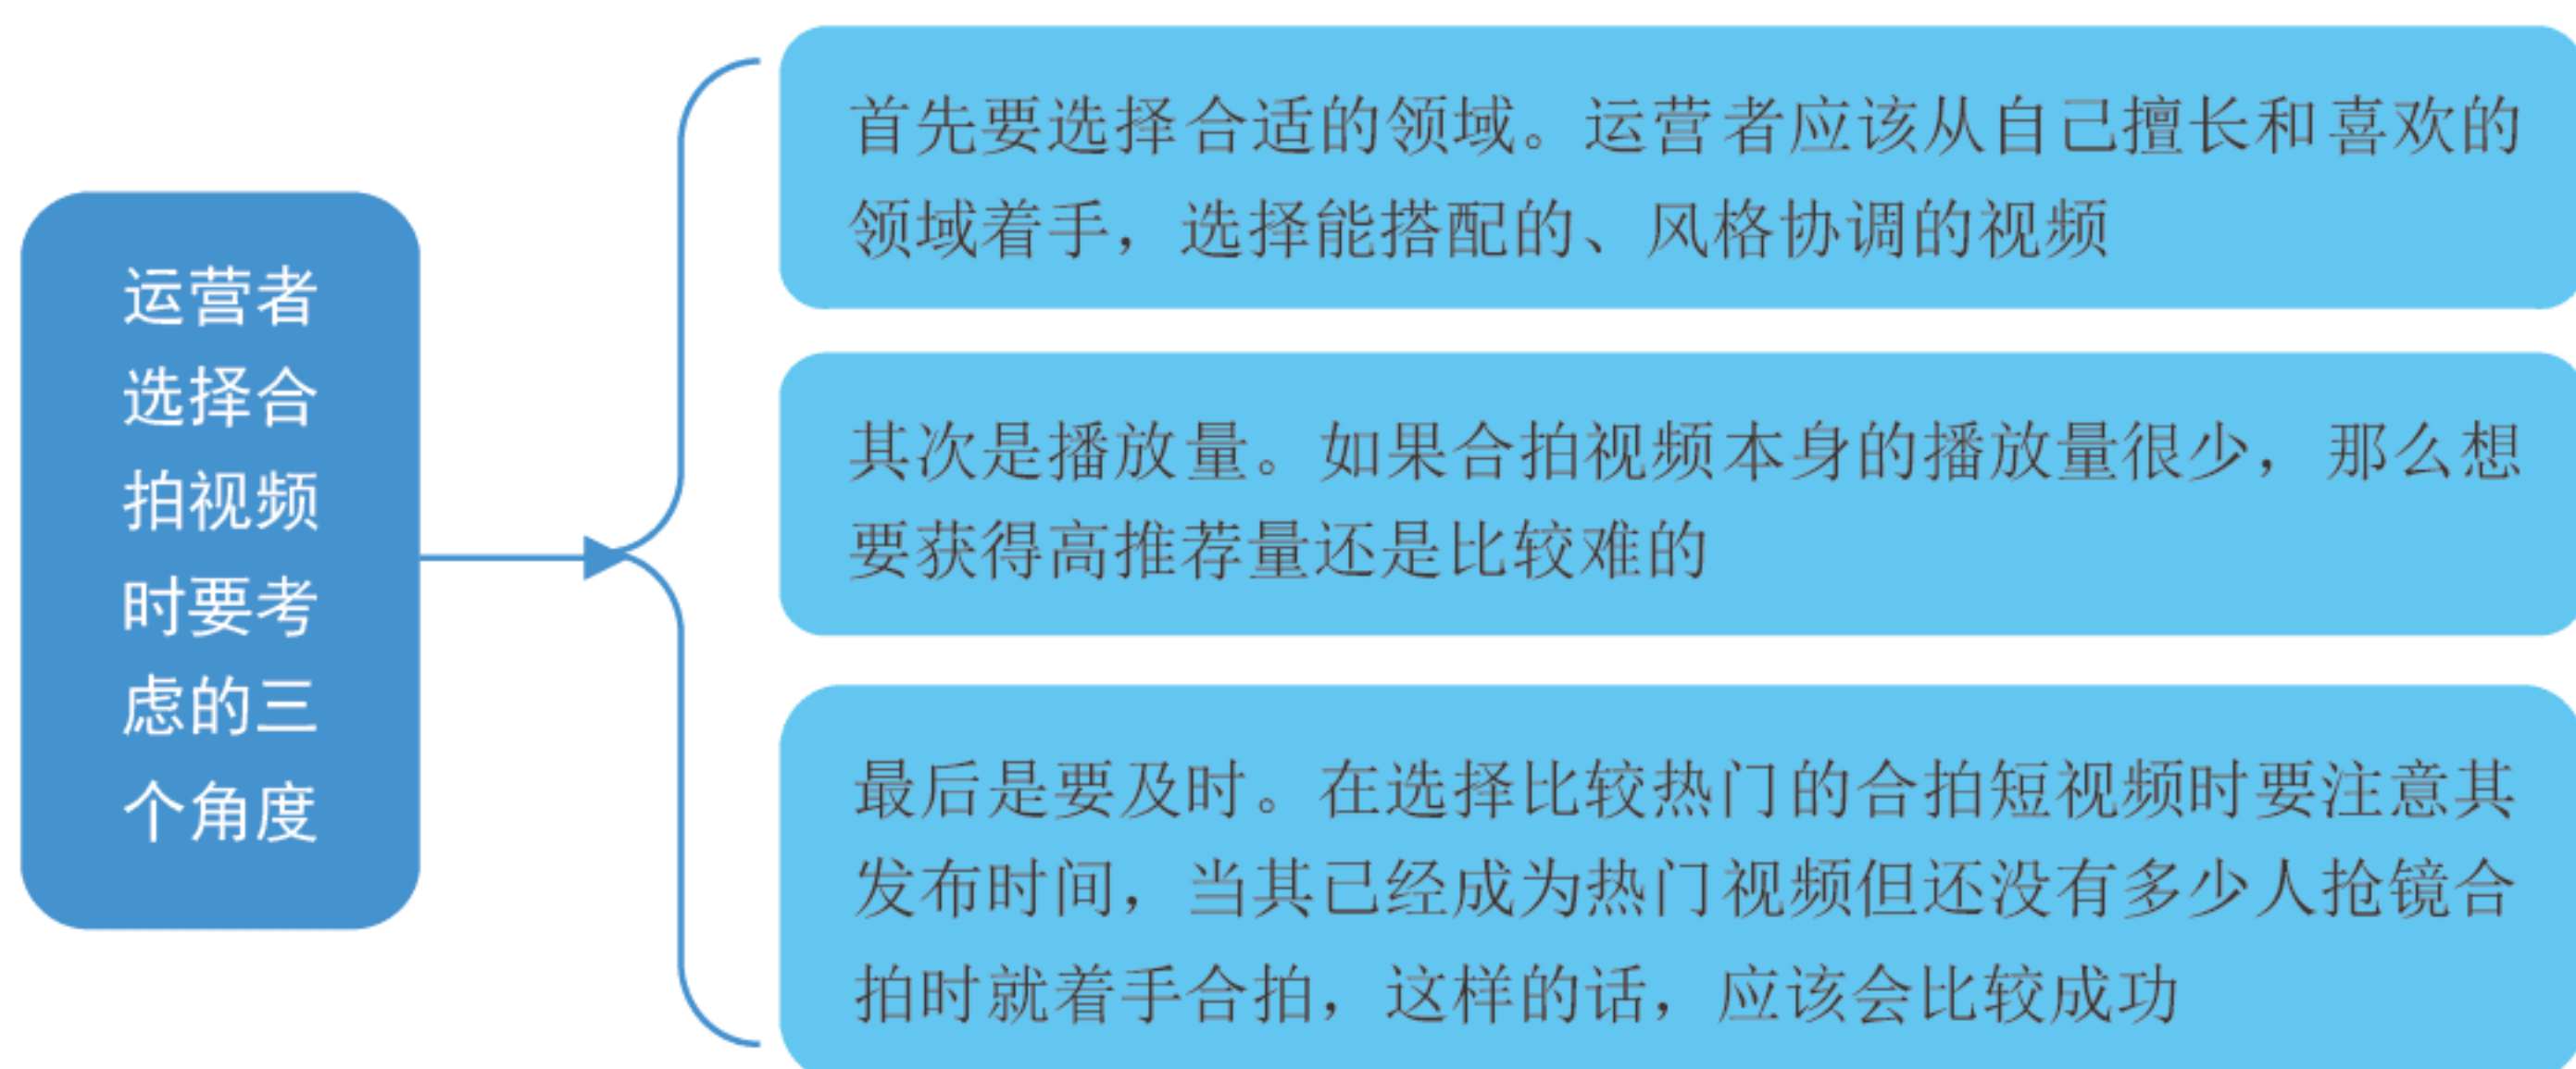 运营者
选择合
拍视频
时要考
虑的三
个角度
首先要选择合适的领域。运营者应该从自己擅长和喜欢的
领域着手，选择能搭配的、风格协调的视频
其次是播放量。如果合拍视频本身的播放量很少，那么想
要获得高推荐量还是比较难的
最后是要及时。在选择比较热门的合拍短视频时要注意其
发布时间，当其已经成为热门视频但还没有多少人抢镜合
拍时就着手合拍，这样的话，应该会比较成功